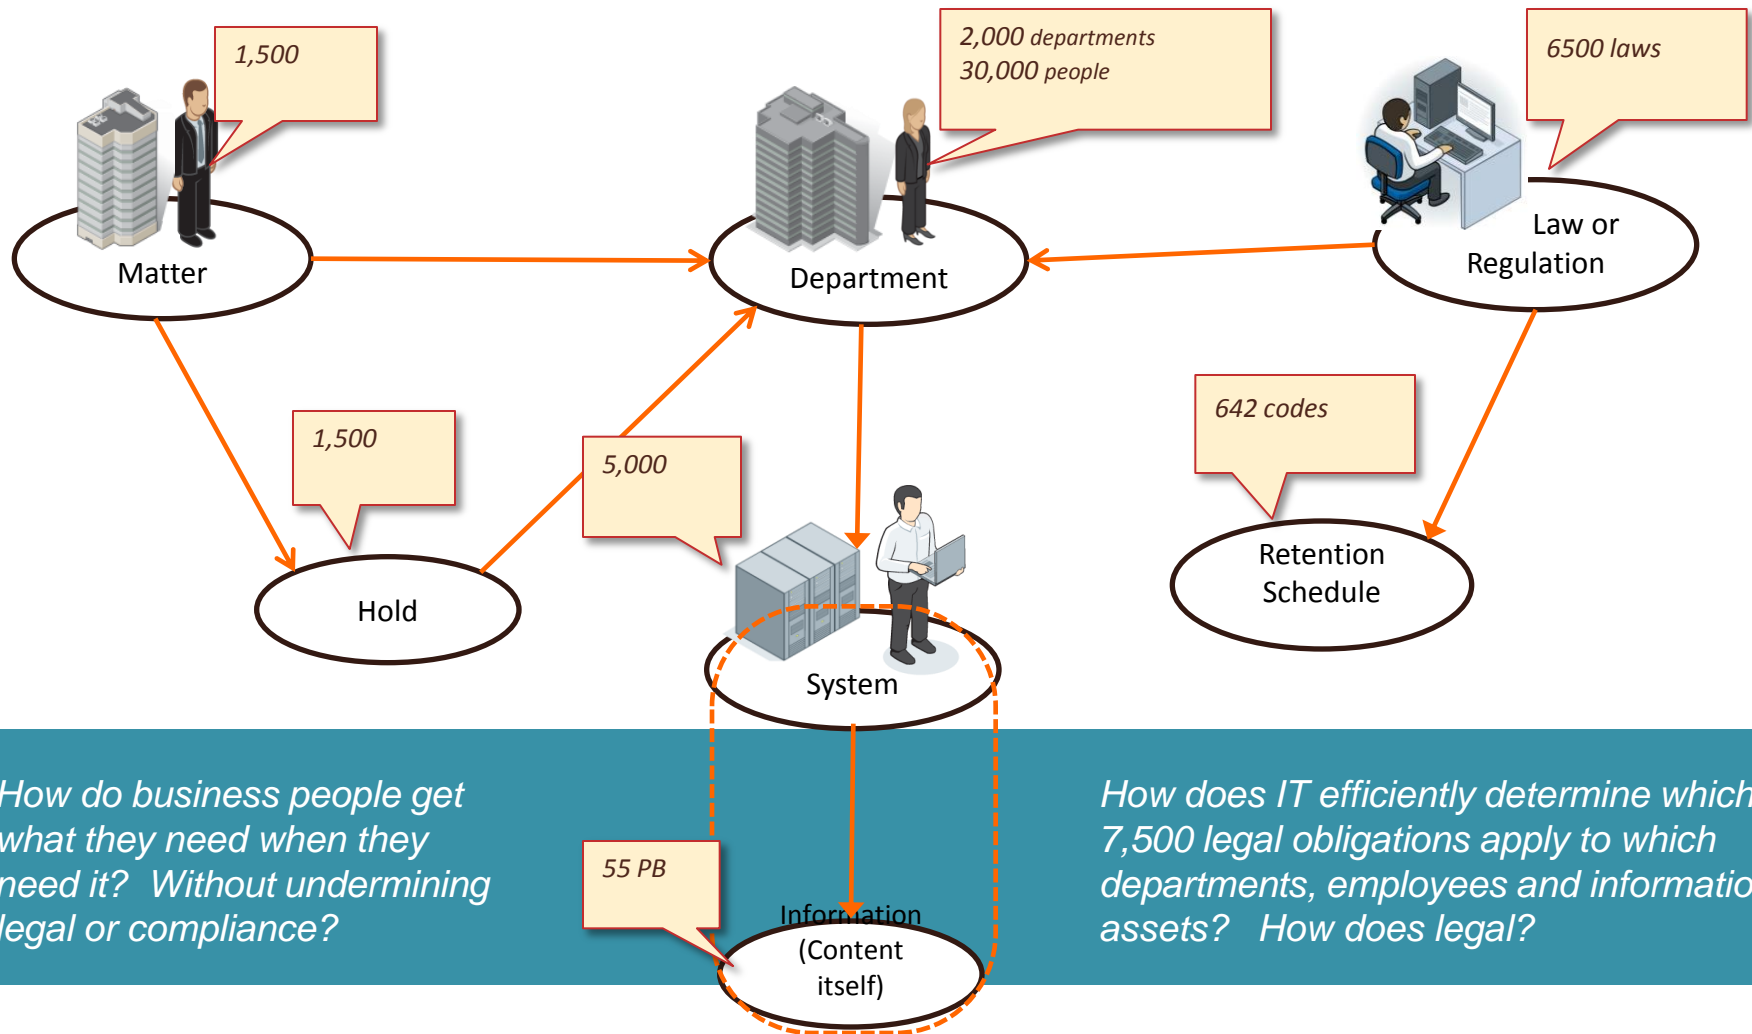 1,500
2,000 departments
30,000 people
6500 laws
Matter
Department
Law or
Regulation
1,500
5,000
642 codes
Hold
System
Retention
Schedule
How do business people get
what they need when they
need it? Without undermining
legal or compliance?
55 PB
Information
(Content
itself)
How does IT efficiently determine which
7,500 legal obligations apply to which
departments, employees and informatio
assets? How does legal?